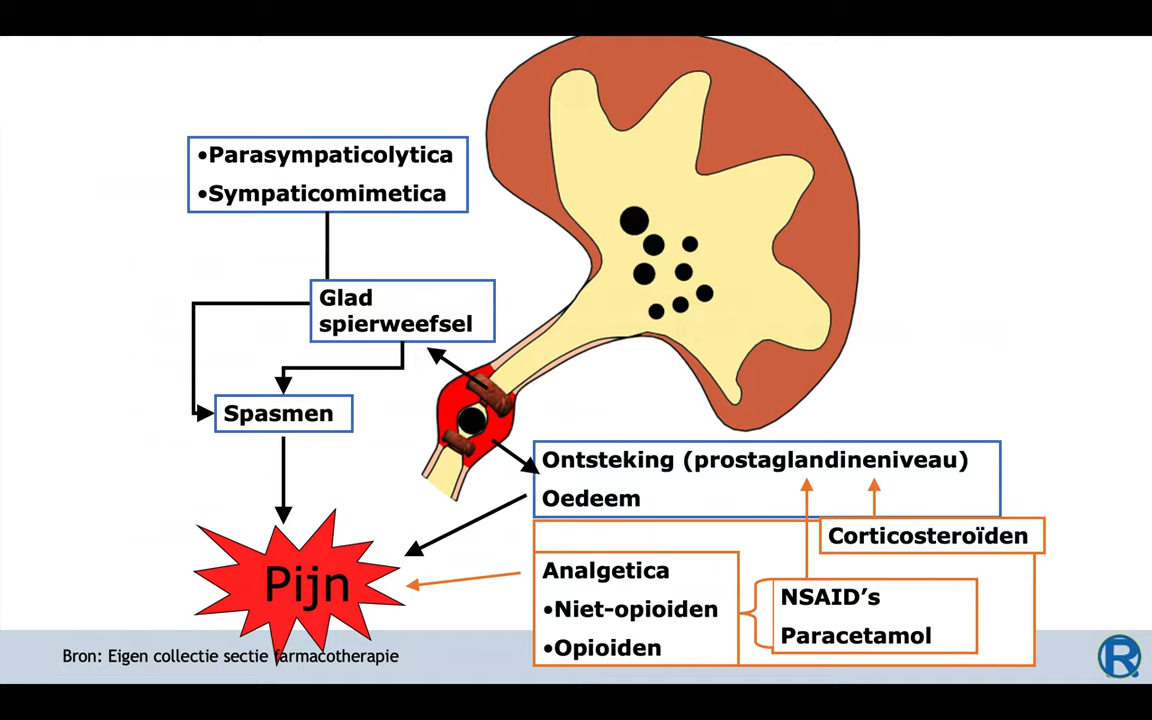 •Parasympaticolytica
•Sympaticomimetica
Glad
spierweefsel
Spasmen
Ontsteking (prostaglandineniveau)
Oedeem
Corticosteroïden
Pijn
Analgetica
•Niet-opioiden
•Opioiden
NSAID’s
Paracetamol
Bron: Eigen collectie sectie farmacotherapie
R